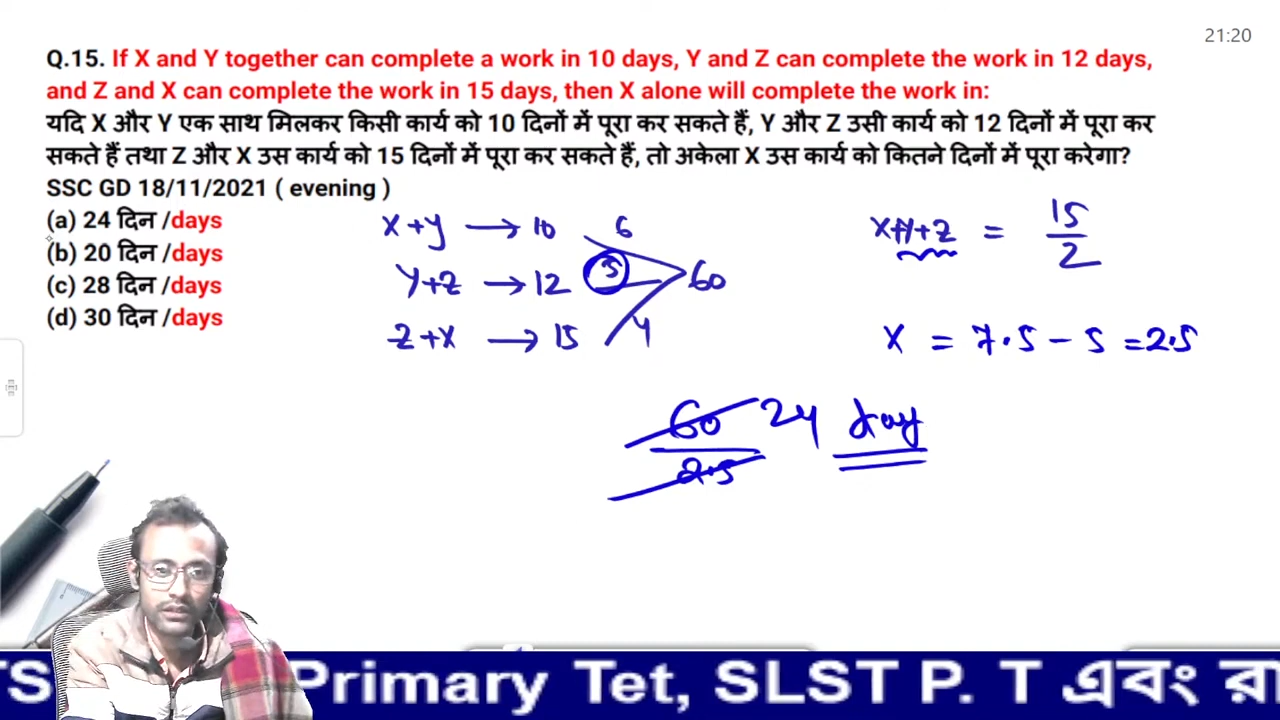 21:20
Q.15. If X and Y together can complete a work in 10 days, Y and Z can complete the work in 12 days,
and Z and X can complete the work in 15 days, then X alone will complete the work in:
यदि X और Y एक साथ मिलकर किसी कार्य को 10 दिनों में पूरा कर सकते हैं, Y और Z उसी कार्य को 12 दिनों में पूरा कर
सकते हैं तथा Z और X उस कार्य को 15 दिनों में पूरा कर सकते हैं, तो अकेला X उस कार्य को कितने दिनों में पूरा करेगा?
SSC GD 18/11/2021 ( evening )
(a) 24 दिन /days
(b) 20 दिन /days
(c) 28 दिन /days
(d) 30 दिन /days
X+Y → 10 6
Y+Z → 12 5 60
Z+X → 15 4
X+Y+Z = 15/2
X = 7.5 - 5 = 2.5
60/2.5 24 day
Primary Tet, SLST P. T এবং রা